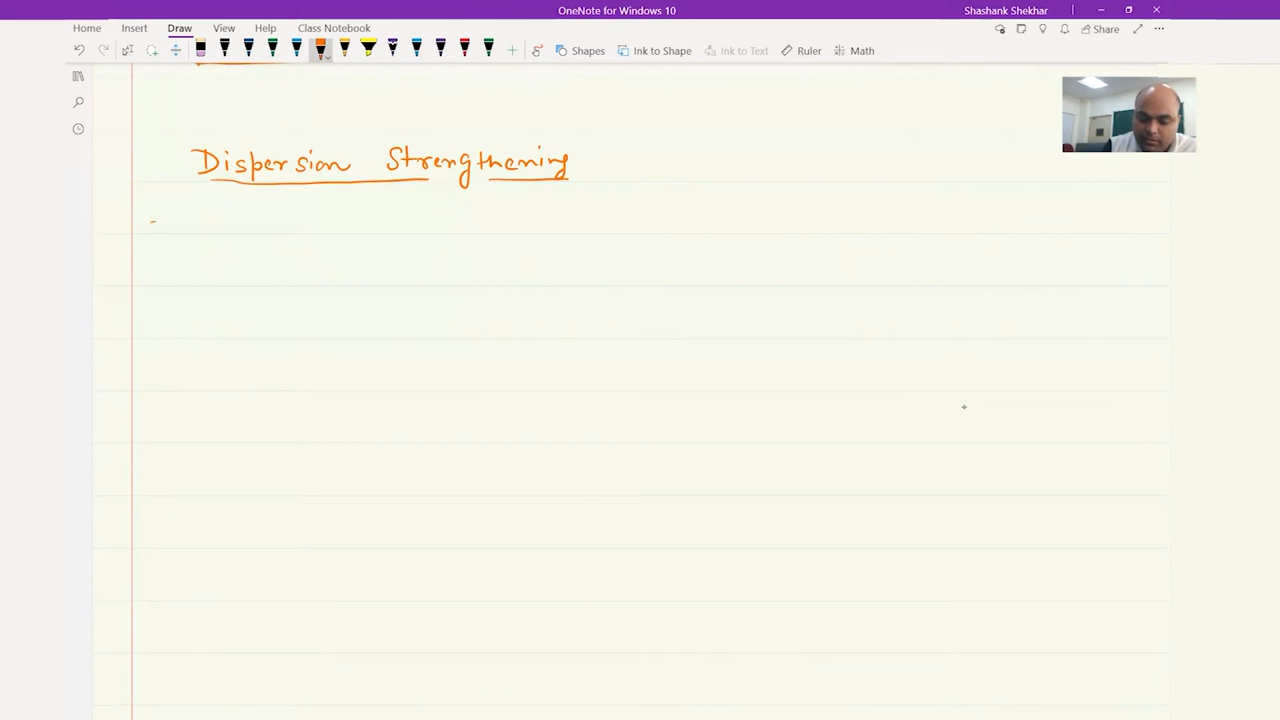 OneNote for Windows 10
Shashank Shekhar
Home Insert Draw View Help Class Notebook
Shapes Ink to Shape Ink to Text Ruler Math
Share
Dispersion Strengthening
-